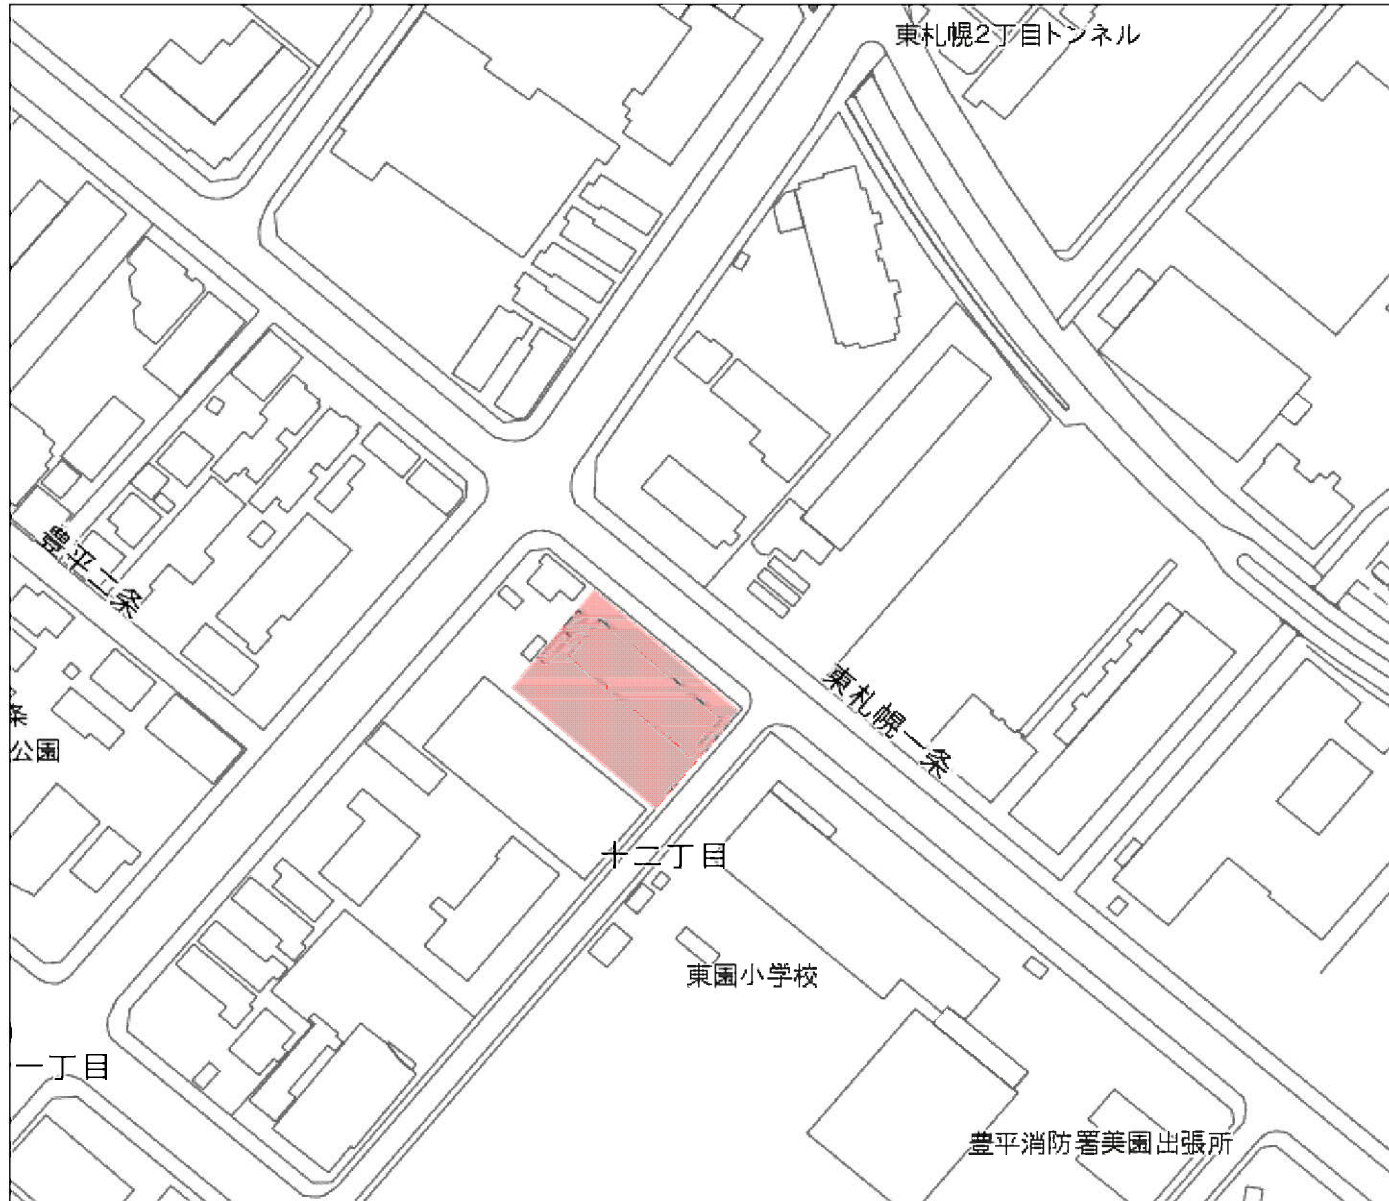 東札幌2丁目トンネル
豊平二条
東札幌一条
条
公園
十二丁目
東園小学校
一丁目
豊平消防署美園出張所